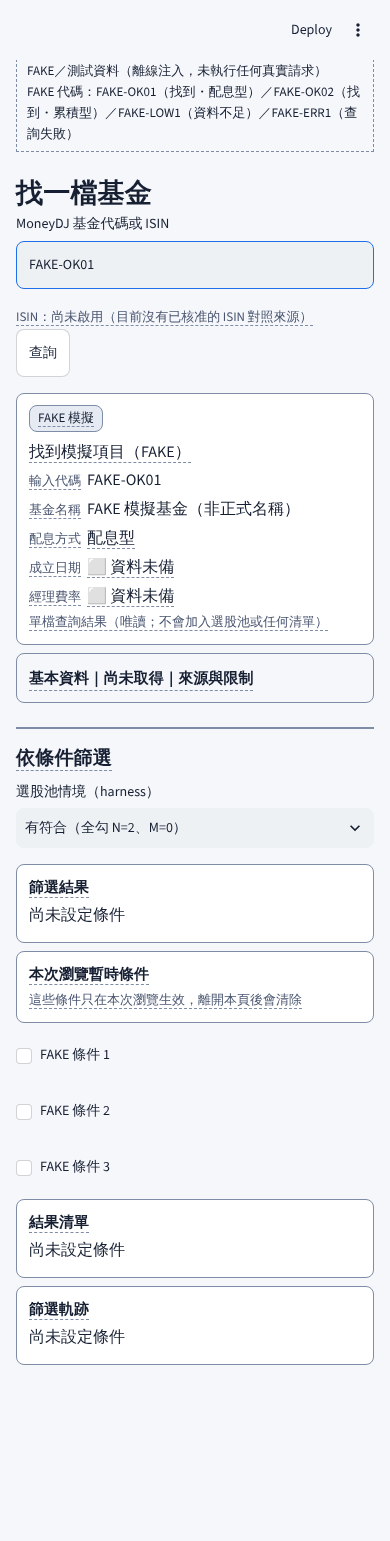 Deploy
FAKE／測試資料（離線注入，未執行任何真實請求）
FAKE 代碼：FAKE-OK01（找到・配息型）／FAKE-OK02（找
到・累積型）／FAKE-LOW1（資料不足）／FAKE-ERR1（查
詢失敗）
找一檔基金
MoneyDJ 基金代碼或 ISIN
FAKE-OK01
ISIN：尚未啟用（目前沒有已核准的 ISIN 對照來源）
查詢
FAKE 模擬
找到模擬項目（FAKE）
輸入代碼 FAKE-OK01
基金名稱 FAKE 模擬基金（非正式名稱）
配息方式 配息型
成立日期 ⬜ 資料未備
經理費率 ⬜ 資料未備
單檔查詢結果（唯讀；不會加入選股池或任何清單）
基本資料｜尚未取得｜來源與限制
依條件篩選
選股池情境（harness）
有符合（全勾 N=2、M=0）
篩選結果
尚未設定條件
本次瀏覽暫時條件
這些條件只在本次瀏覽生效，離開本頁後會清除
FAKE 條件 1
FAKE 條件 2
FAKE 條件 3
結果清單
尚未設定條件
篩選軌跡
尚未設定條件